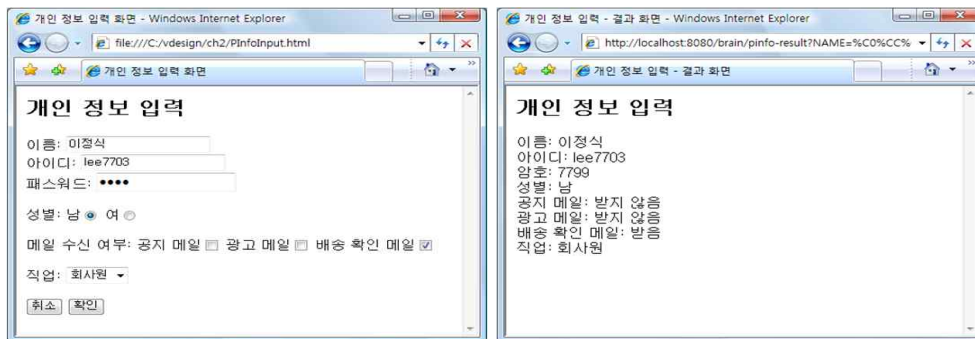 개인 정보 입력 화면 - Windows Internet Explorer
file:///C:/vdesign/ch2/PInfoInput.html
개인 정보 입력 화면
개인 정보 입력
이름: 이정식
아이디: lee7703
패스워드: ●●●●
성별: 남 여
메일 수신 여부: 공지 메일 광고 메일 배송 확인 메일
직업: 회사원
취소 확인
개인 정보 입력 - 결과 화면 - Windows Internet Explorer
http://localhost:8080/brain/pinfo-result?NAME=%C0%CC%
개인 정보 입력 - 결과 화면
개인 정보 입력
이름: 이정식
아이디: lee7703
암호: 7799
성별: 남
공지 메일: 받지 않음
광고 메일: 받지 않음
배송 확인 메일: 받음
직업: 회사원